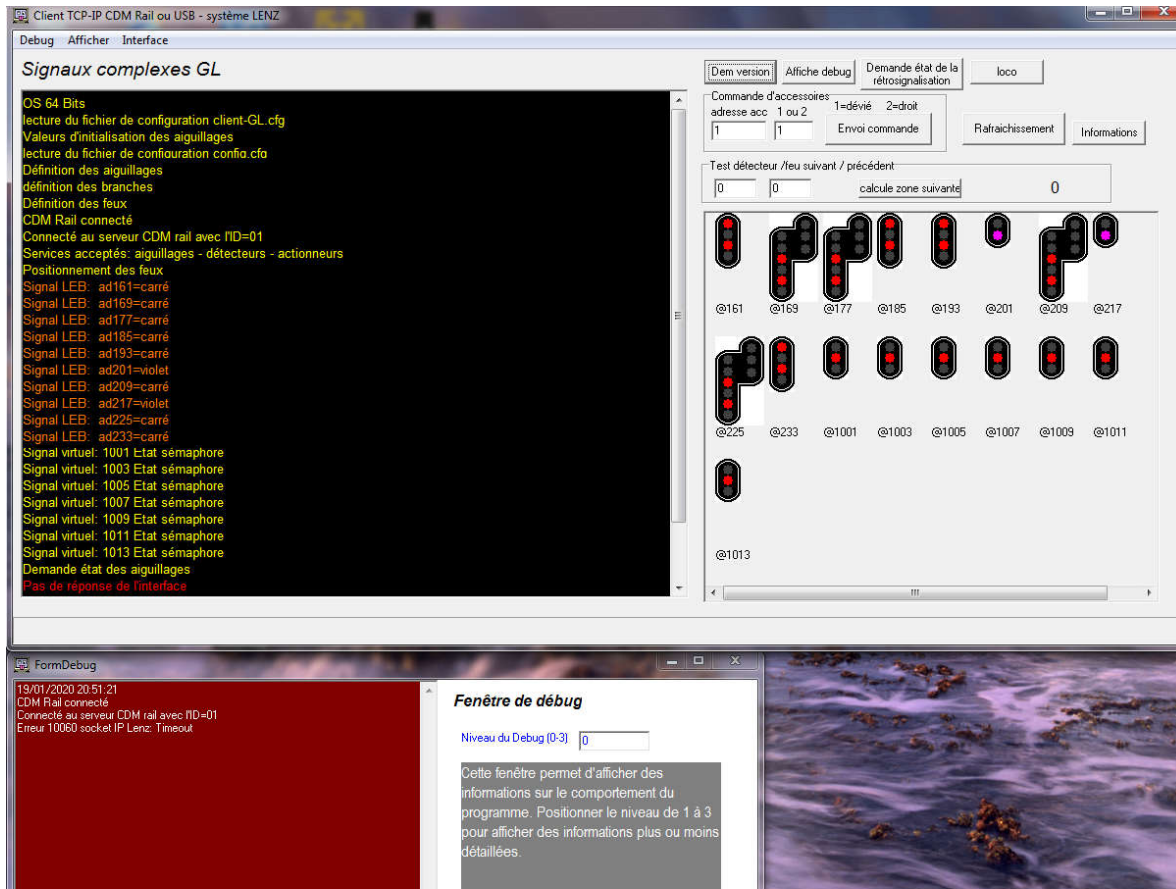 Client TCP-IP CDM Rail ou USB - système LENZ
Debug Afficher Interface
Signaux complexes GL
OS 64 Bits
lecture du fichier de configuration client-GL.cfg
Valeurs d'initialisation des aiguillages
lecture du fichier de configuration config.cfg
Définition des aiguillages
définition des branches
Définition des feux
CDM Rail connecté
Connecté au serveur CDM rail avec l'ID=01
Services acceptés: aiguillages - détecteurs - actionneurs
Positionnement des feux
Signal LEB: ad161=carré
Signal LEB: ad169=carré
Signal LEB: ad177=carré
Signal LEB: ad185=carré
Signal LEB: ad193=carré
Signal LEB: ad201=violet
Signal LEB: ad209=carré
Signal LEB: ad217=violet
Signal LEB: ad225=carré
Signal LEB: ad233=carré
Signal virtuel: 1001 Etat sémaphore
Signal virtuel: 1003 Etat sémaphore
Signal virtuel: 1005 Etat sémaphore
Signal virtuel: 1007 Etat sémaphore
Signal virtuel: 1009 Etat sémaphore
Signal virtuel: 1011 Etat sémaphore
Signal virtuel: 1013 Etat sémaphore
Demande état des aiguillages
Pas de réponse de l'interface
Dem version Affiche debug Demande état de la
rétrosignalisation
loco
Commande d'accessoires
adresse acc 1 ou 2 1=dévié 2=droit
1 1 Envoi commande Rafraichissement Informations
Test détecteur /feu suivant / précédent
0 0 calcule zone suivante 0
@161 @169 @177 @185 @193 @201 @209 @217
@225 @233 @1001 @1003 @1005 @1007 @1009 @1011
@1013
FormDebug
19/01/2020 20:51:21
CDM Rail connecté
Connecté au serveur CDM rail avec l'ID=01
Erreur 10060 socket IP Lenz: Timeout
Fenêtre de débug
Niveau du Debug (0-3) 0
Cette fenêtre permet d'afficher des
informations sur le comportement du
programme. Positionner le niveau de 1 à 3
pour afficher des informations plus ou moins
détaillées.